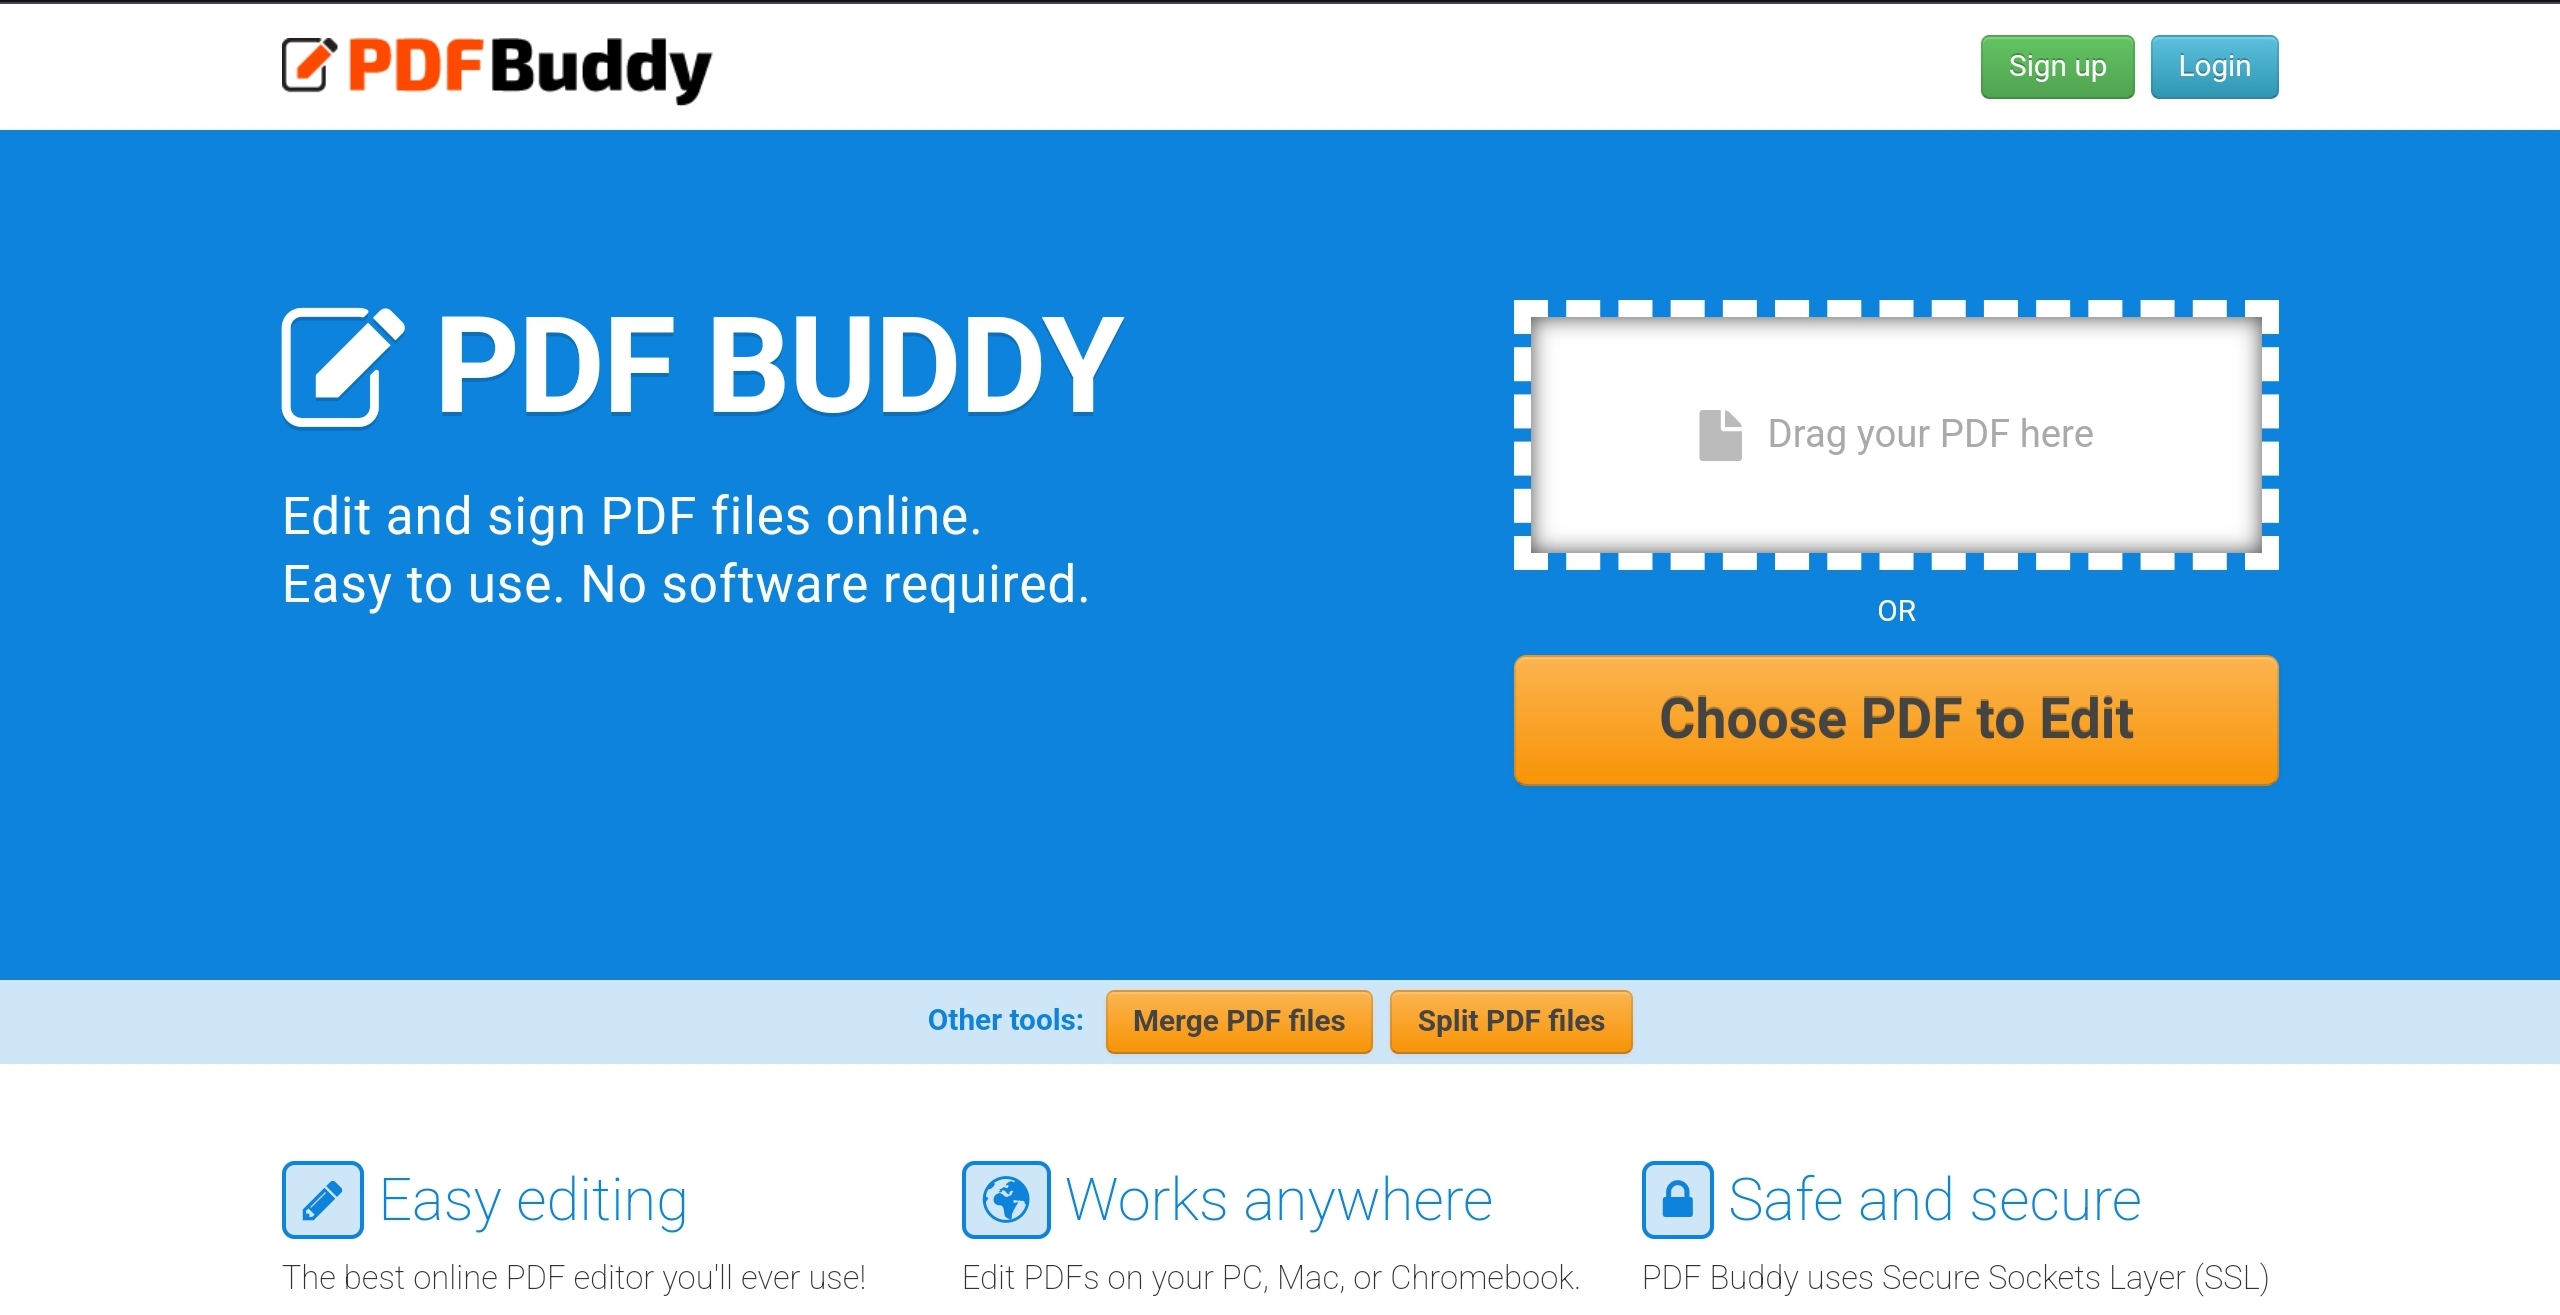 PDFBuddy
Sign up
Login
PDF BUDDY
Edit and sign PDF files online.
Easy to use. No software required.
Drag your PDF here
OR
Choose PDF to Edit
Other tools:
Merge PDF files
Split PDF files
Easy editing
The best online PDF editor you'll ever use!
Works anywhere
Edit PDFs on your PC, Mac, or Chromebook.
Safe and secure
PDF Buddy uses Secure Sockets Layer (SSL)